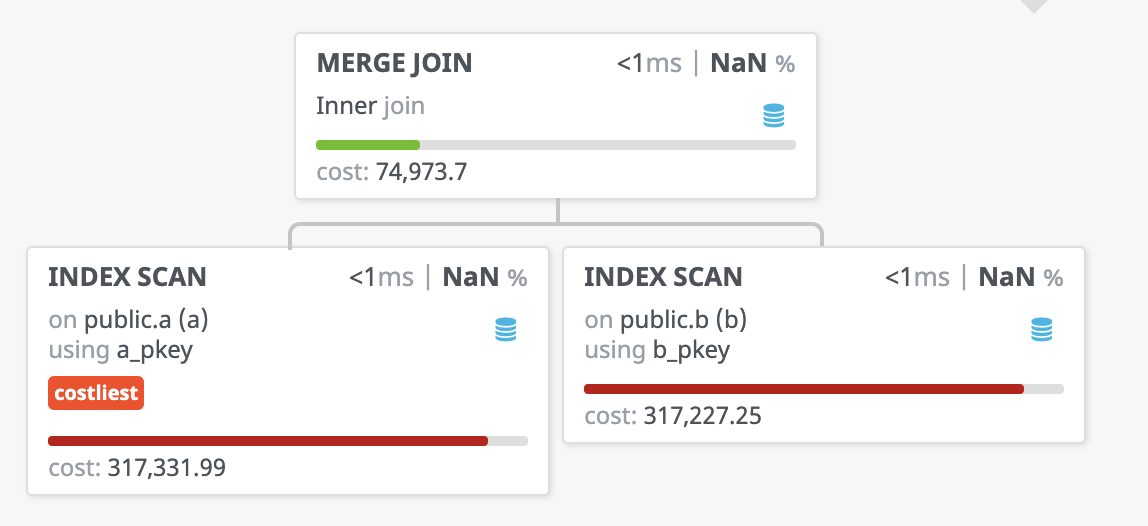 MERGE JOIN <1ms | NaN %
Inner join
cost: 74,973.7
INDEX SCAN <1ms | NaN %
on public.a (a)
using a_pkey
costliest
cost: 317,331.99
INDEX SCAN <1ms | NaN %
on public.b (b)
using b_pkey
cost: 317,227.25